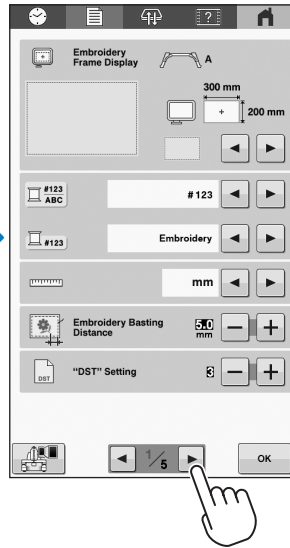 ?
Embroidery
Frame Display
A
300 mm
+
200 mm
#123
ABC
#123
#123
Embroidery
mm
Embroidery Basting
Distance
5.0
mm
DST
"DST" Setting
3
1/5
OK